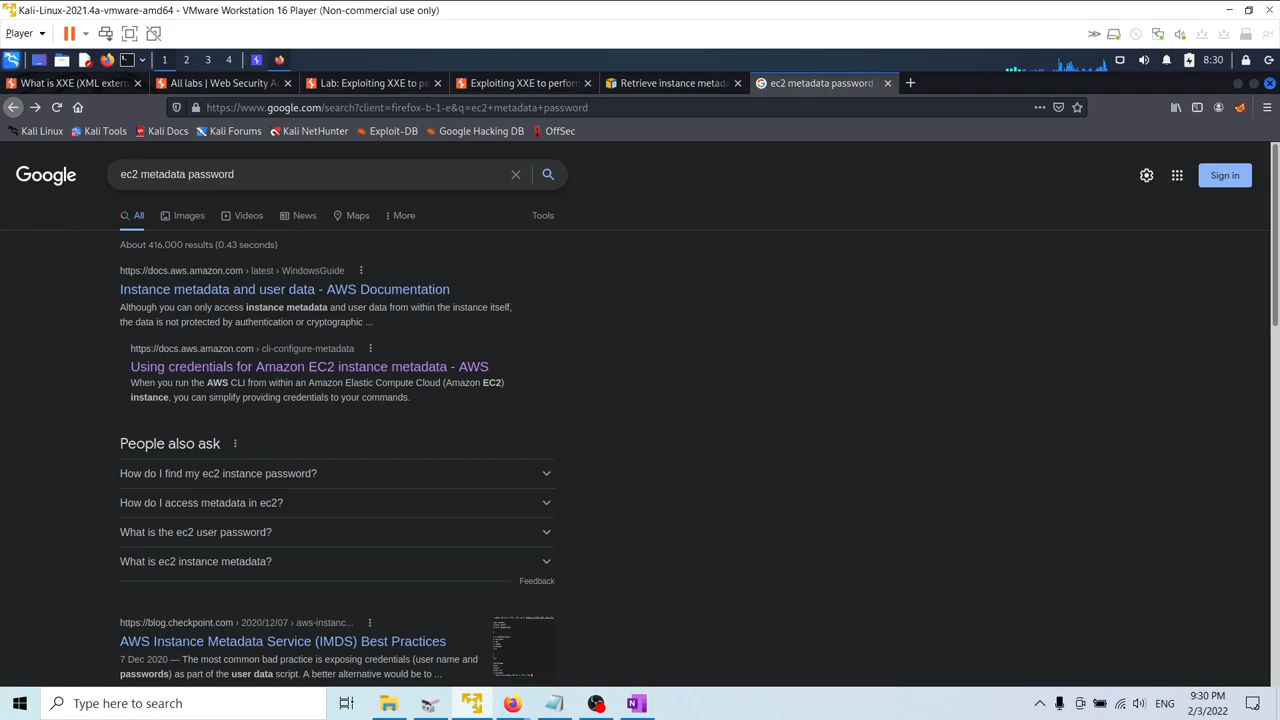 Kali-Linux-2021.4a-vmware-amd64 - VMware Workstation 16 Player (Non-commercial use only)
Player
1 2 3 4
8:30
What is XXE (XML extern
All labs | Web Security A
Lab: Exploiting XXE to pe
Exploiting XXE to perform
Retrieve instance metada
ec2 metadata password
https://www.google.com/search?client=firefox-b-1-e&q=ec2+metadata+password
Kali Linux
Kali Tools
Kali Docs
Kali Forums
Kali NetHunter
Exploit-DB
Google Hacking DB
OffSec
Google
ec2 metadata password
Sign in
All
Images
Videos
News
Maps
More
Tools
About 416,000 results (0.43 seconds)
https://docs.aws.amazon.com › latest › WindowsGuide
Instance metadata and user data - AWS Documentation
Although you can only access instance metadata and user data from within the instance itself,
the data is not protected by authentication or cryptographic ...
https://docs.aws.amazon.com › cli-configure-metadata
Using credentials for Amazon EC2 instance metadata - AWS
When you run the AWS CLI from within an Amazon Elastic Compute Cloud (Amazon EC2)
instance, you can simplify providing credentials to your commands.
People also ask
How do I find my ec2 instance password?
How do I access metadata in ec2?
What is the ec2 user password?
What is ec2 instance metadata?
Feedback
https://blog.checkpoint.com › 2020/12/07 › aws-instanc...
AWS Instance Metadata Service (IMDS) Best Practices
7 Dec 2020 — The most common bad practice is exposing credentials (user name and
passwords) as part of the user data script. A better alternative would be to ...
Type here to search
ENG
9:30 PM
2/3/2022